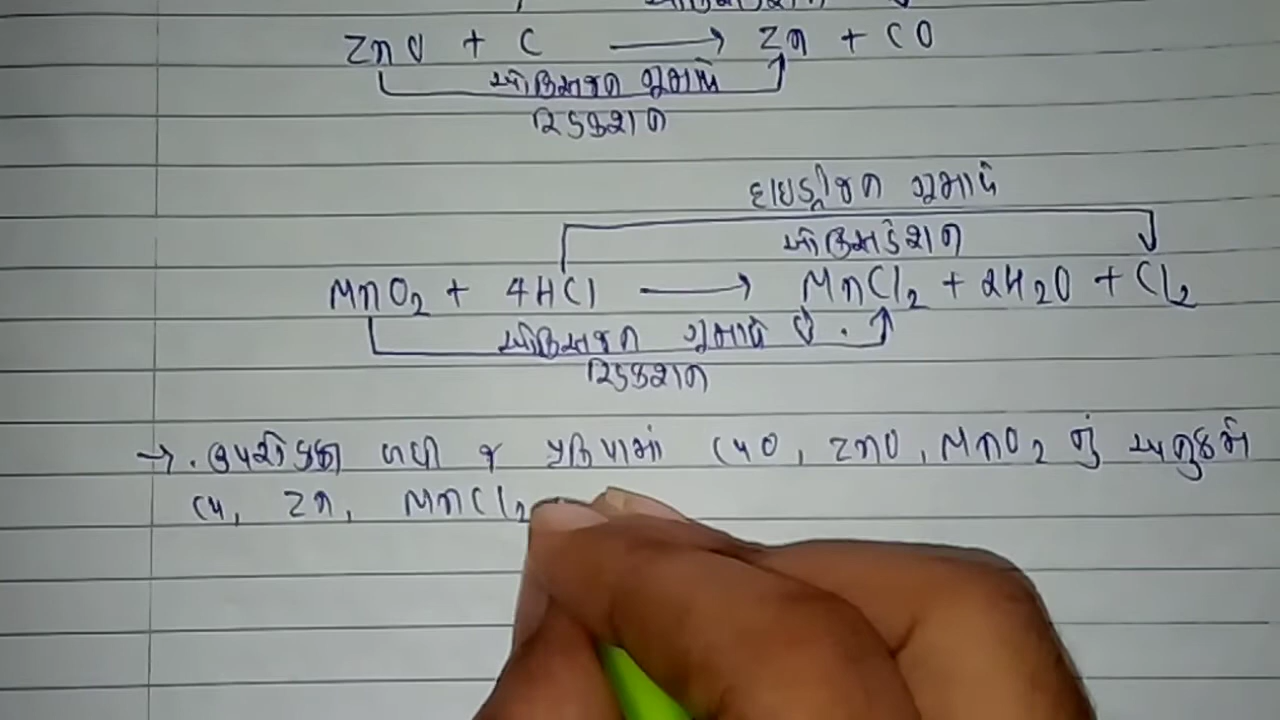 ZnO + C → Zn + CO
ઓક્સિજન ગુમાવે
રિડક્શન
હાઇડ્રોજન ગુમાવે
ઓક્સિડેશન
MnO₂ + 4HCl → MnCl₂ + 2H₂O + Cl₂
ઓક્સિજન ગુમાવે છે.
રિડક્શન
→ . ઉપરોક્ત બધી જ પ્રક્રિયામાં CuO, ZnO, MnO₂ નું અનુક્રમે
Cu, Zn, MnCl₂